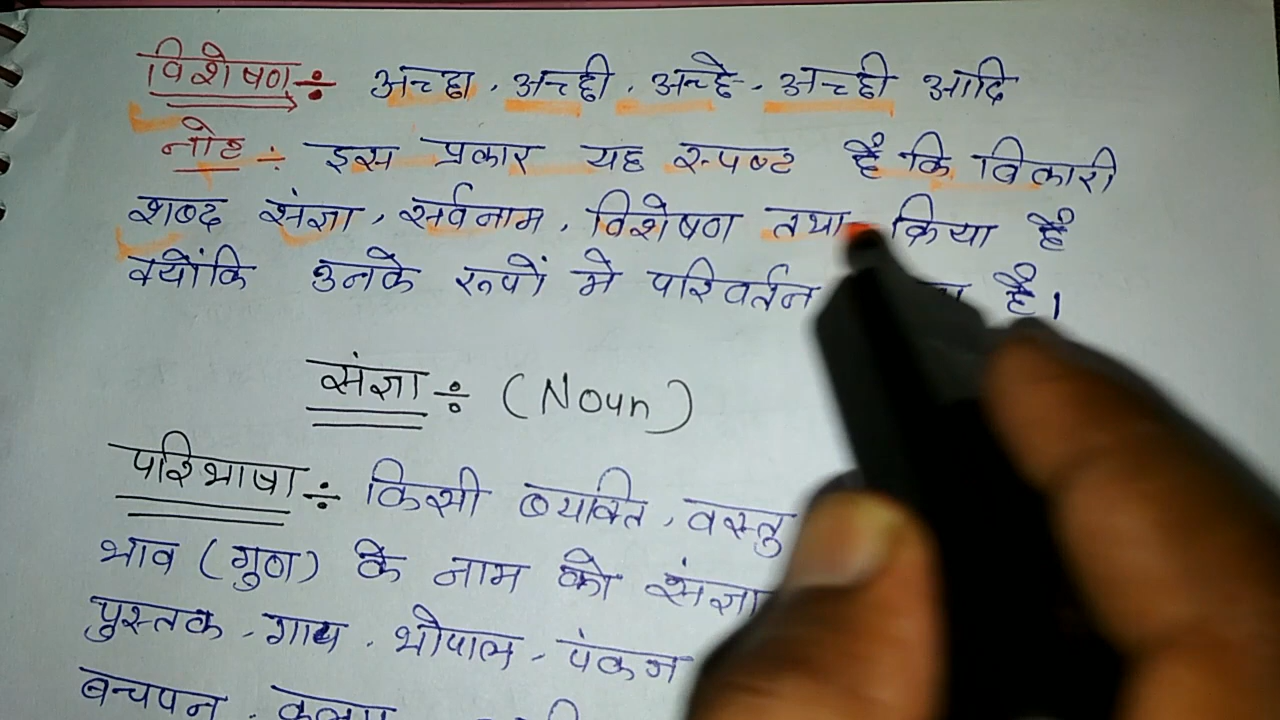 विशेषण ÷ अच्छा, अच्छी, अच्छे, अच्छी आदि
नोट ÷ इस प्रकार यह स्पष्ट है कि विकारी
शब्द संज्ञा, सर्वनाम, विशेषण तथा क्रिया है
क्योंकि उनके रूपों मे परिवर्तन है।
संज्ञा ÷ (Noun)
परिभाषा ÷ किसी व्यक्ति, वस्तु
भाव (गुण) के नाम को संज्ञा
पुस्तक, गाय, भोपाल, पंकज
बचपन,